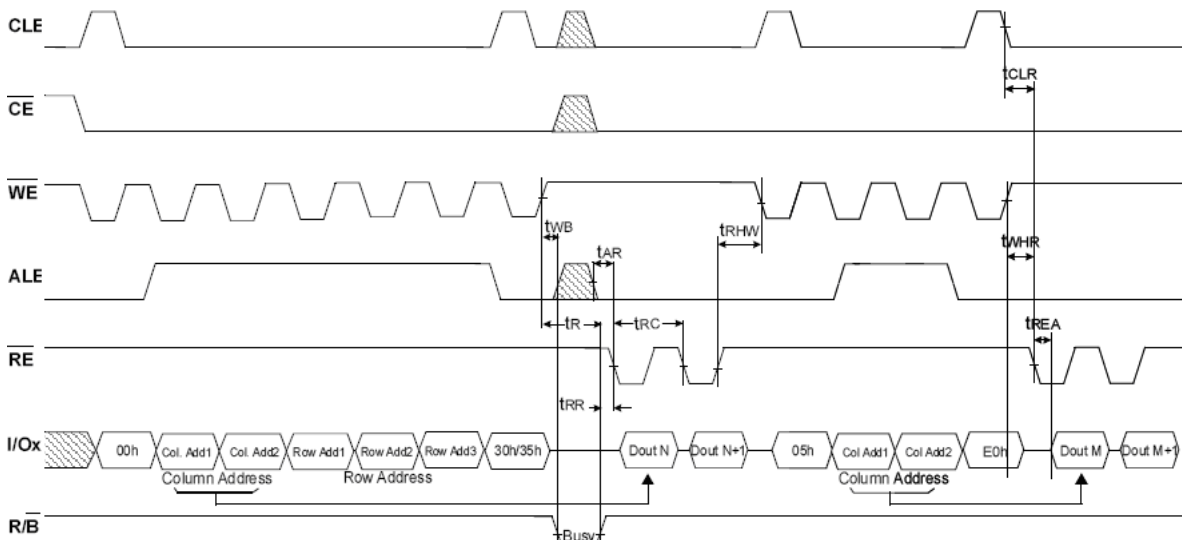 CLE
tCLR
CE
WE
tWB
tRHW
tWHR
tAR
ALE
tR
tRC
tREA
RE
tRR
I/Ox
00h Col. Add1 Col. Add2 Row Add1 Row Add2 Row Add3 30h/35h Dout N Dout N+1 05h Col Add1 Col Add2 E0h Dout M Dout M+1
Column Address Row Address Column Address
R/B
Busy